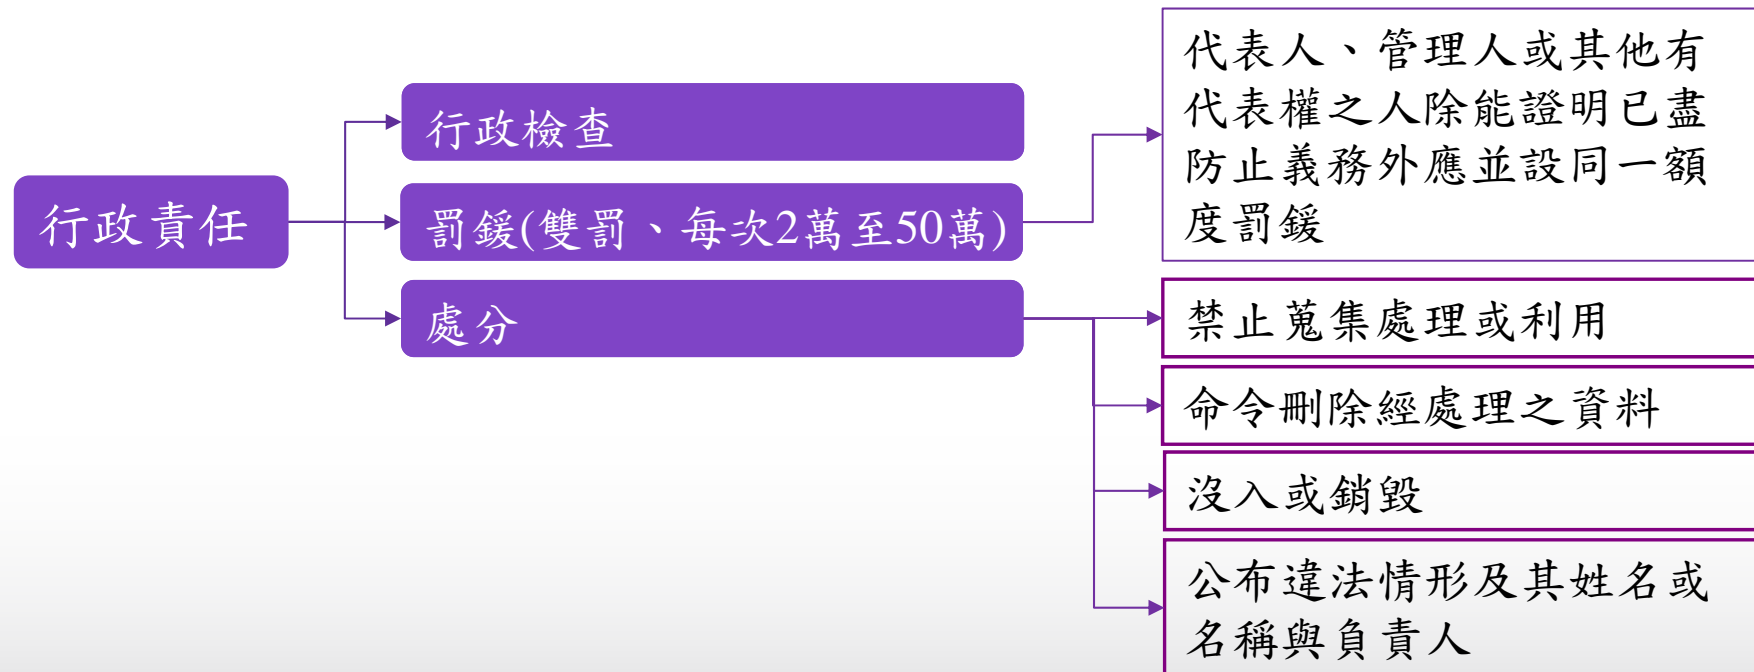 行政責任
行政檢查
罰鍰(雙罰、每次2萬至50萬)
處分
代表人、管理人或其他有
代表權之人除能證明已盡
防止義務外應並設同一額
度罰鍰
禁止蒐集處理或利用
命令刪除經處理之資料
沒入或銷毀
公布違法情形及其姓名或
名稱與負責人